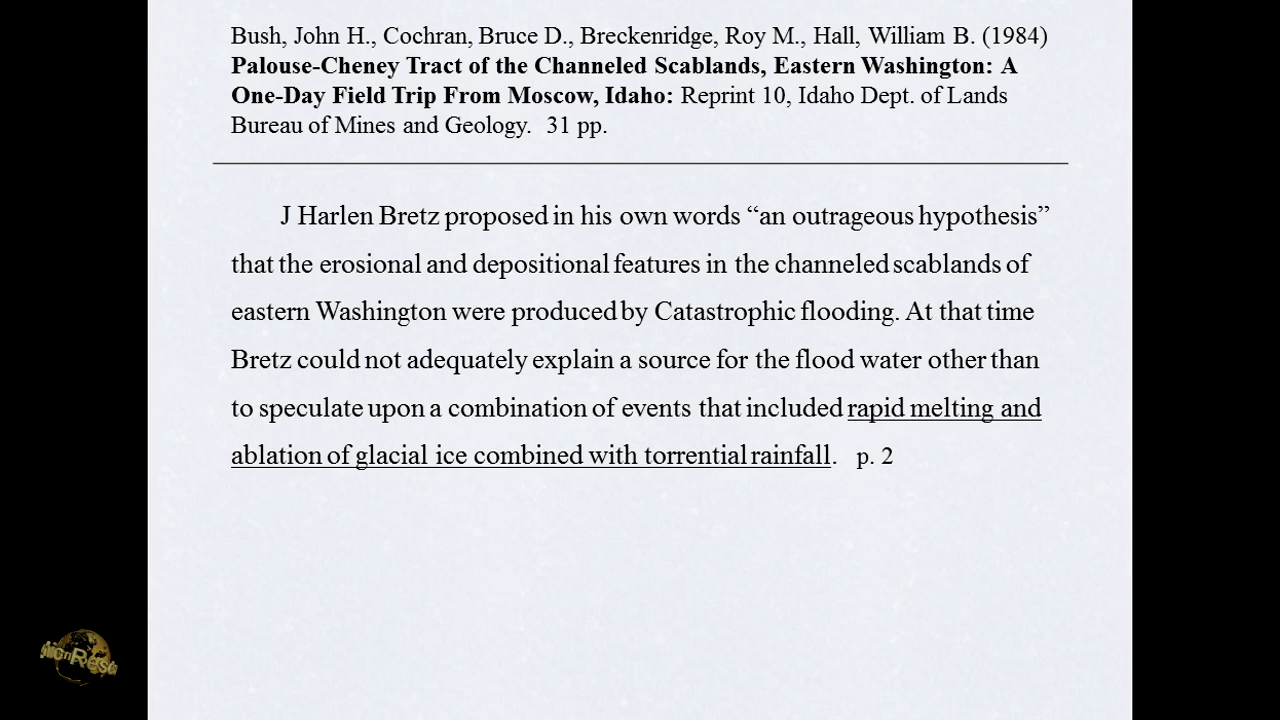 Bush, John H., Cochran, Bruce D., Breckenridge, Roy M., Hall, William B. (1984)
Palouse-Cheney Tract of the Channeled Scablands, Eastern Washington: A
One-Day Field Trip From Moscow, Idaho: Reprint 10, Idaho Dept. of Lands
Bureau of Mines and Geology. 31 pp.
J Harlen Bretz proposed in his own words “an outrageous hypothesis”
that the erosional and depositional features in the channeled scablands of
eastern Washington were produced by Catastrophic flooding. At that time
Bretz could not adequately explain a source for the flood water other than
to speculate upon a combination of events that included rapid melting and
ablation of glacial ice combined with torrential rainfall. p. 2